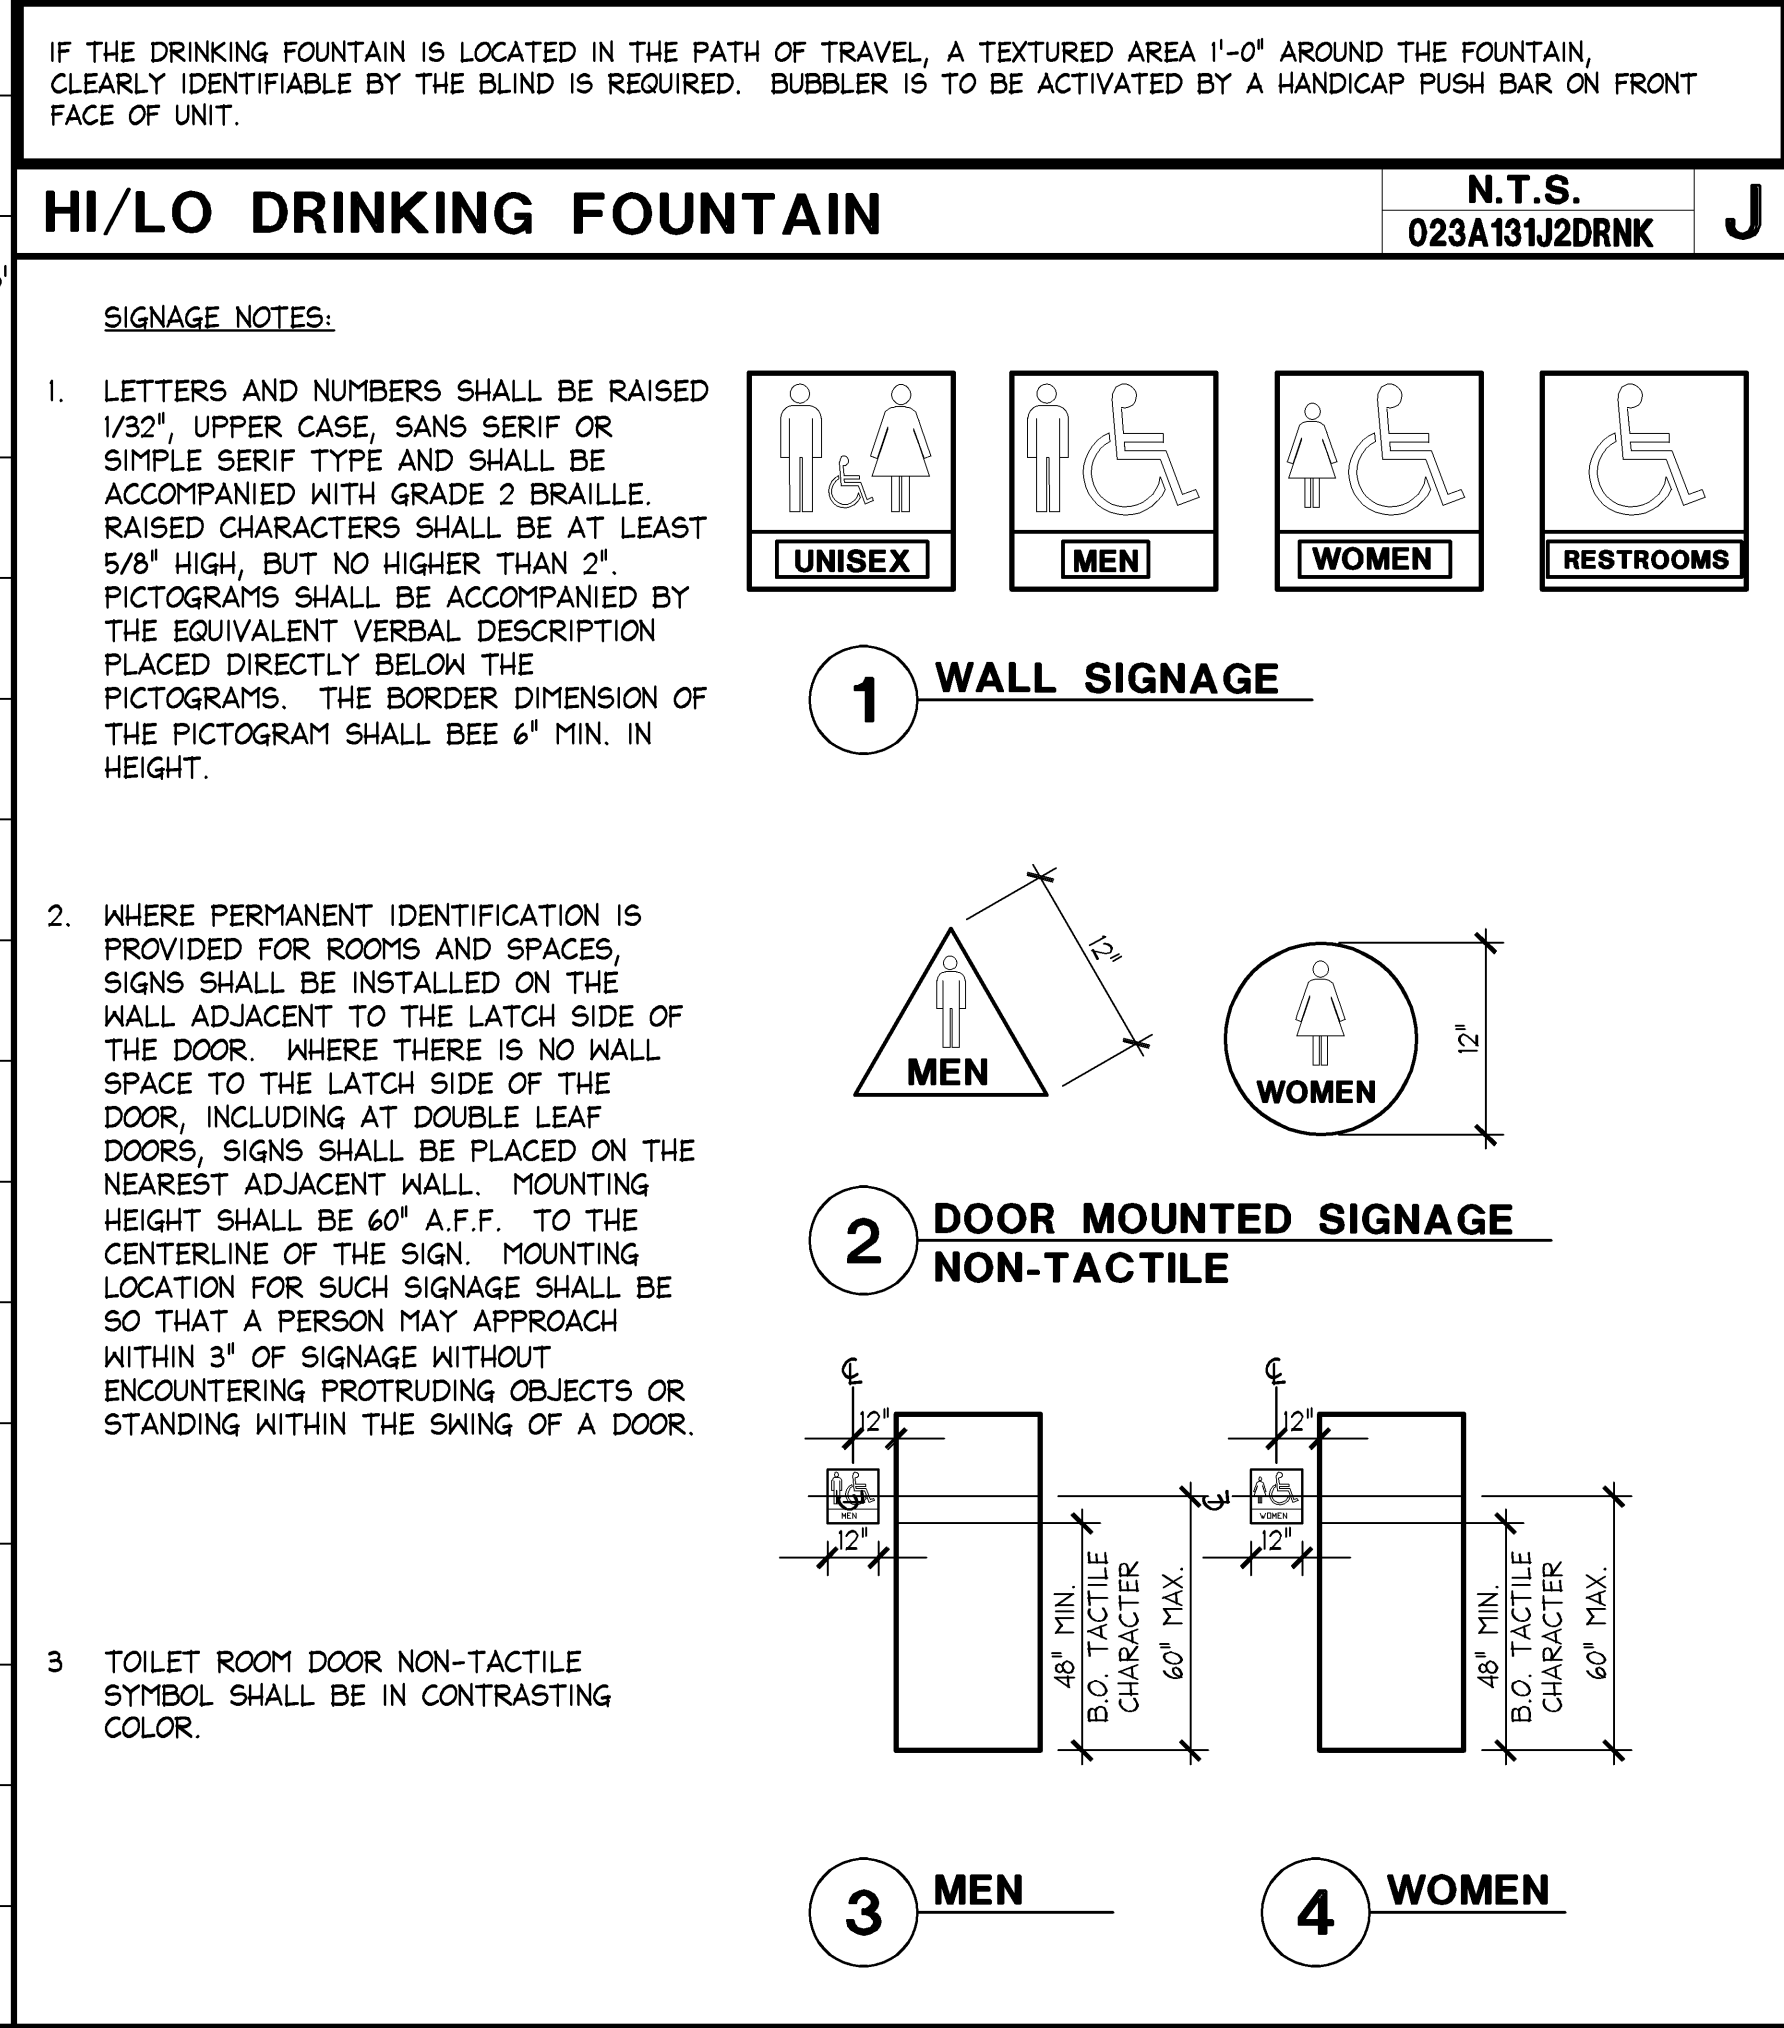 IF THE DRINKING FOUNTAIN IS LOCATED IN THE PATH OF TRAVEL, A TEXTURED AREA 1'-0" AROUND THE FOUNTAIN,
CLEARLY IDENTIFIABLE BY THE BLIND IS REQUIRED. BUBBLER IS TO BE ACTIVATED BY A HANDICAP PUSH BAR ON FRONT
FACE OF UNIT.
HI/LO DRINKING FOUNTAIN
N.T.S.
023A131J2DRNK
J
SIGNAGE NOTES:
1. LETTERS AND NUMBERS SHALL BE RAISED
1/32", UPPER CASE, SANS SERIF OR
SIMPLE SERIF TYPE AND SHALL BE
ACCOMPANIED WITH GRADE 2 BRAILLE.
RAISED CHARACTERS SHALL BE AT LEAST
5/8" HIGH, BUT NO HIGHER THAN 2".
PICTOGRAMS SHALL BE ACCOMPANIED BY
THE EQUIVALENT VERBAL DESCRIPTION
PLACED DIRECTLY BELOW THE
PICTOGRAMS. THE BORDER DIMENSION OF
THE PICTOGRAM SHALL BEE 6" MIN. IN
HEIGHT.
2. WHERE PERMANENT IDENTIFICATION IS
PROVIDED FOR ROOMS AND SPACES,
SIGNS SHALL BE INSTALLED ON THE
WALL ADJACENT TO THE LATCH SIDE OF
THE DOOR. WHERE THERE IS NO WALL
SPACE TO THE LATCH SIDE OF THE
DOOR, INCLUDING AT DOUBLE LEAF
DOORS, SIGNS SHALL BE PLACED ON THE
NEAREST ADJACENT WALL. MOUNTING
HEIGHT SHALL BE 60" A.F.F. TO THE
CENTERLINE OF THE SIGN. MOUNTING
LOCATION FOR SUCH SIGNAGE SHALL BE
SO THAT A PERSON MAY APPROACH
WITHIN 3" OF SIGNAGE WITHOUT
ENCOUNTERING PROTRUDING OBJECTS OR
STANDING WITHIN THE SWING OF A DOOR.
3 TOILET ROOM DOOR NON-TACTILE
SYMBOL SHALL BE IN CONTRASTING
COLOR.
UNISEX
MEN
WOMEN
RESTROOMS
1 WALL SIGNAGE
12"
MEN
WOMEN
12"
2 DOOR MOUNTED SIGNAGE
NON-TACTILE
℄
12"
℄
MEN
12"
48" MIN.
B.O. TACTILE
CHARACTER
60" MAX.
℄
12"
℄
WOMEN
12"
48" MIN.
B.O. TACTILE
CHARACTER
60" MAX.
3 MEN
4 WOMEN